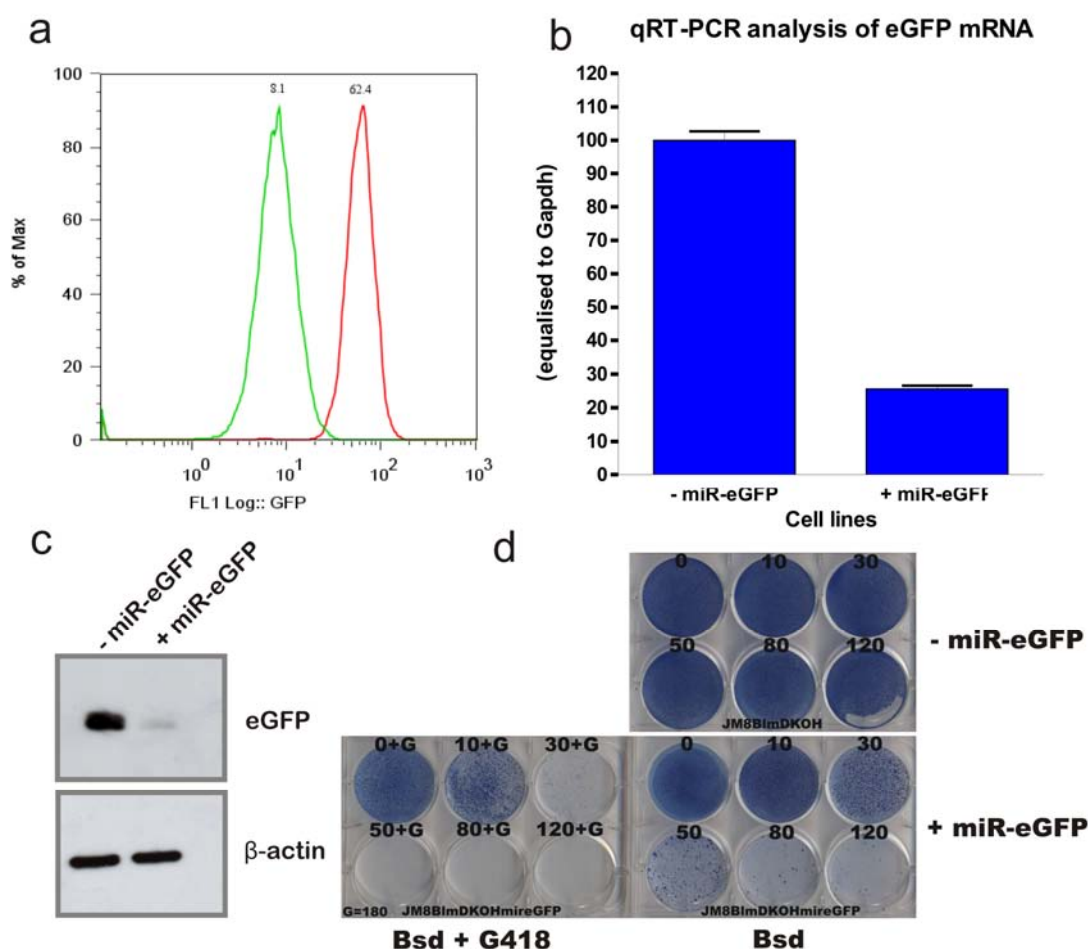 a
100
80
60
40
20
0
% of Max
8.1
62.4
10^0
10^1
10^2
10^3
FL1 Log:: GFP
b
qRT-PCR analysis of eGFP mRNA
120
110
100
90
80
70
60
50
40
30
20
10
0
(equalised to Gapdh)
- miR-eGFP
+ miR-eGFP
Cell lines
c
- miR-eGFP
+ miR-eGFP
eGFP
β-actin
d
0 10 30
50 80 120
JM8BlmDKOH
- miR-eGFP
0+G 10+G 30+G
50+G 80+G 120+G
G=180 JM8BlmDKOHmireGFP
Bsd + G418
0 10 30
50 80 120
JM8BlmDKOHmireGFP
+ miR-eGFP
Bsd